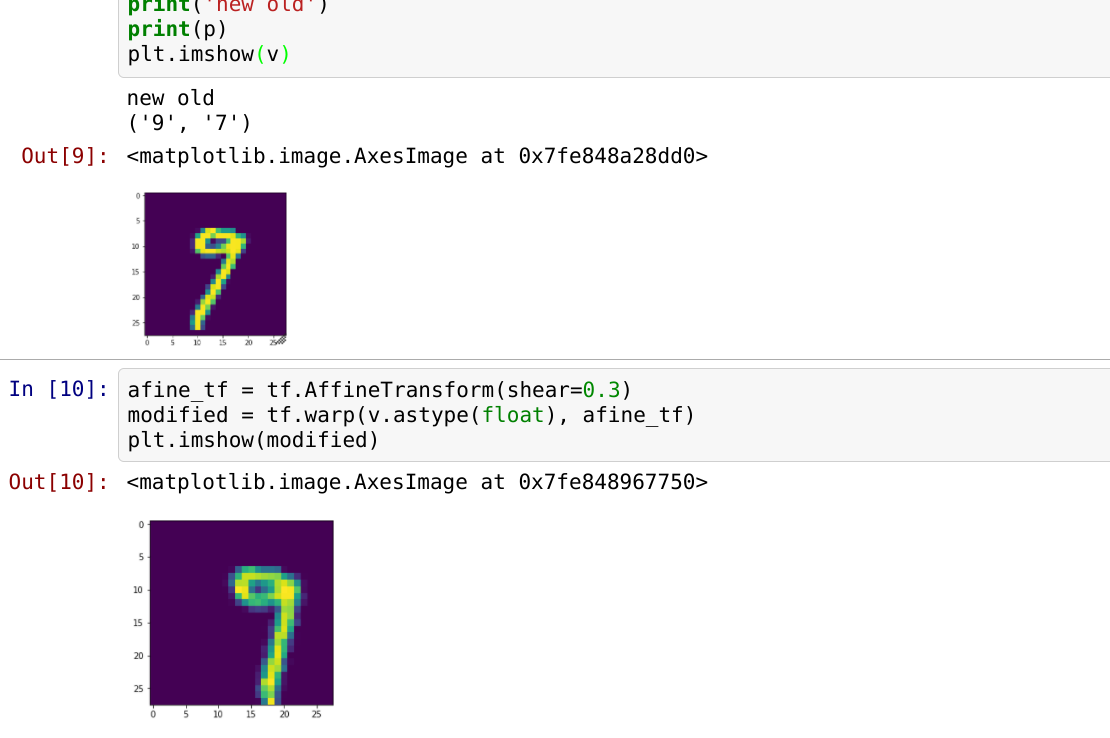 print('new old')
print(p)
plt.imshow(v)
new old
('9', '7')
Out[9]: <matplotlib.image.AxesImage at 0x7fe848a28dd0>
0
5
10
15
20
25
0 5 10 15 20 25
In [10]: afine_tf = tf.AffineTransform(shear=0.3)
modified = tf.warp(v.astype(float), afine_tf)
plt.imshow(modified)
Out[10]: <matplotlib.image.AxesImage at 0x7fe848967750>
0
5
10
15
20
25
0 5 10 15 20 25